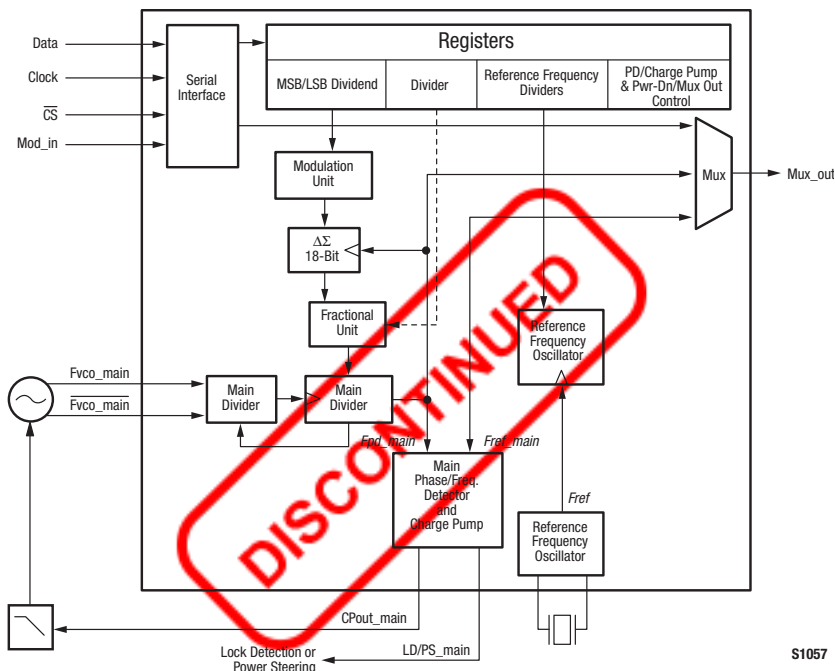 Registers
MSB/LSB Dividend
Divider
Reference Frequency
Dividers
PD/Charge Pump
& Pwr-Dn/Mux Out
Control
Data
Clock
CS
Mod_in
Serial
Interface
Modulation
Unit
Mux
Mux_out
ΔΣ
18-Bit
Fractional
Unit
Reference
Frequency
Oscillator
Fvco_main
Fvco_main
Main
Divider
Main
Divider
Fpd_main
Fref_main
Main
Phase/Freq.
Detector
and
Charge Pump
Fref
Reference
Frequency
Oscillator
DISCONTINUED
CPout_main
LD/PS_main
Lock Detection or
Power Steering
S1057